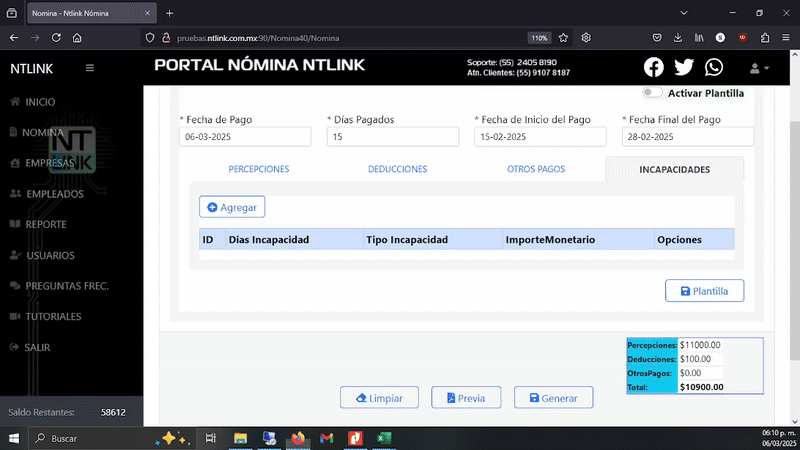 Nomina - Ntlink Nómina
pruebas.ntlink.com.mx:90/Nomina40/Nomina
110%
NTLINK
PORTAL NÓMINA NTLINK
Soporte: (55) 2405 8190
Atn. Clientes: (55) 9107 8187
INICIO
NOMINA
EMPRESAS
EMPLEADOS
REPORTE
USUARIOS
PREGUNTAS FREC.
TUTORIALES
SALIR
NT
LINK
Saldo Restantes: 58612
Activar Plantilla
* Fecha de Pago
* Días Pagados
* Fecha de Inicio del Pago
* Fecha Final del Pago
06-03-2025
15
15-02-2025
28-02-2025
PERCEPCIONES
DEDUCCIONES
OTROS PAGOS
INCAPACIDADES
Agregar
ID Dias Incapacidad Tipo Incapacidad ImporteMonetario Opciones
Plantilla
Percepciones: $11000.00
Deducciones: $100.00
OtrosPagos: $0.00
Total: $10900.00
Limpiar
Previa
Generar
Buscar
06:10 p. m.
06/03/2025